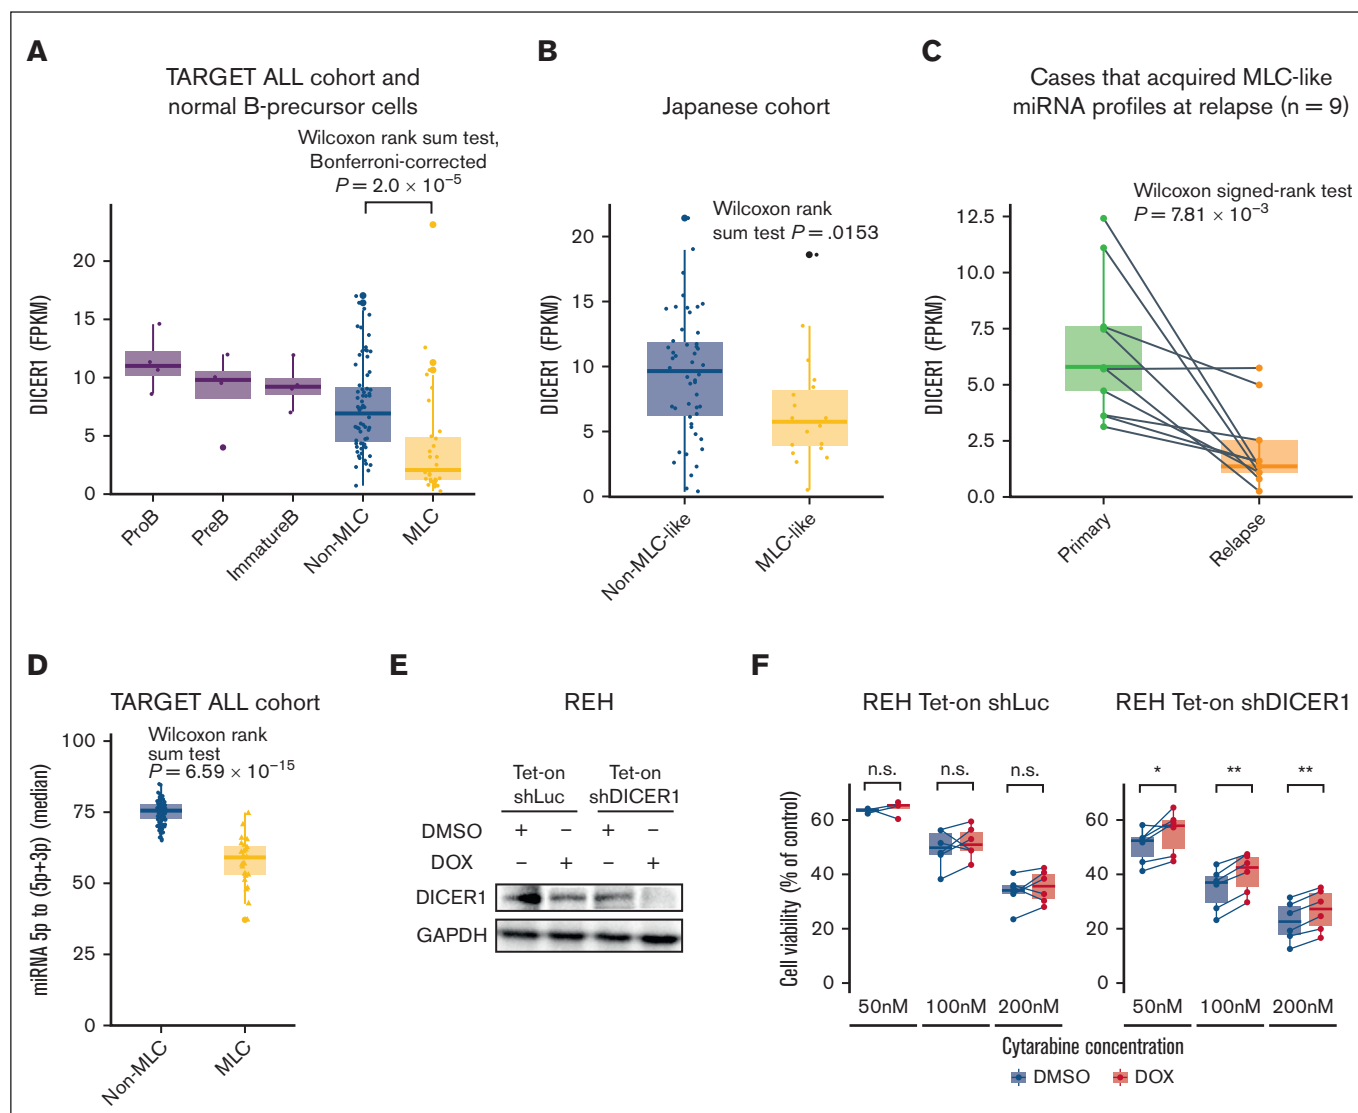 A
TARGET ALL cohort and
normal B-precursor cells
Wilcoxon rank sum test,
Bonferroni-corrected
P = 2.0 × 10⁻⁵
DICER1 (FPKM)
20
15
10
5
0
ProB
PreB
ImmatureB
Non-MLC
MLC
B
Japanese cohort
Wilcoxon rank
sum test P = .0153
DICER1 (FPKM)
20
15
10
5
0
Non-MLC-like
MLC-like
C
Cases that acquired MLC-like
miRNA profiles at relapse (n = 9)
Wilcoxon signed-rank test
P = 7.81 × 10⁻³
DICER1 (FPKM)
12.5
10.0
7.5
5.0
2.5
0.0
Primary
Relapse
D
TARGET ALL cohort
Wilcoxon rank
sum test
P = 6.59 × 10⁻¹⁵
miRNA 5p to (5p+3p) (median)
100
75
50
25
0
Non-MLC
MLC
E
REH
Tet-on Tet-on
shLuc shDICER1
DMSO + – + –
DOX – + – +
DICER1
GAPDH
F
REH Tet-on shLuc
n.s. n.s. n.s.
Cell viability (% of control)
60
40
20
0
50nM 100nM 200nM
REH Tet-on shDICER1
* ** **
60
40
20
0
50nM 100nM 200nM
Cytarabine concentration
DMSO DOX